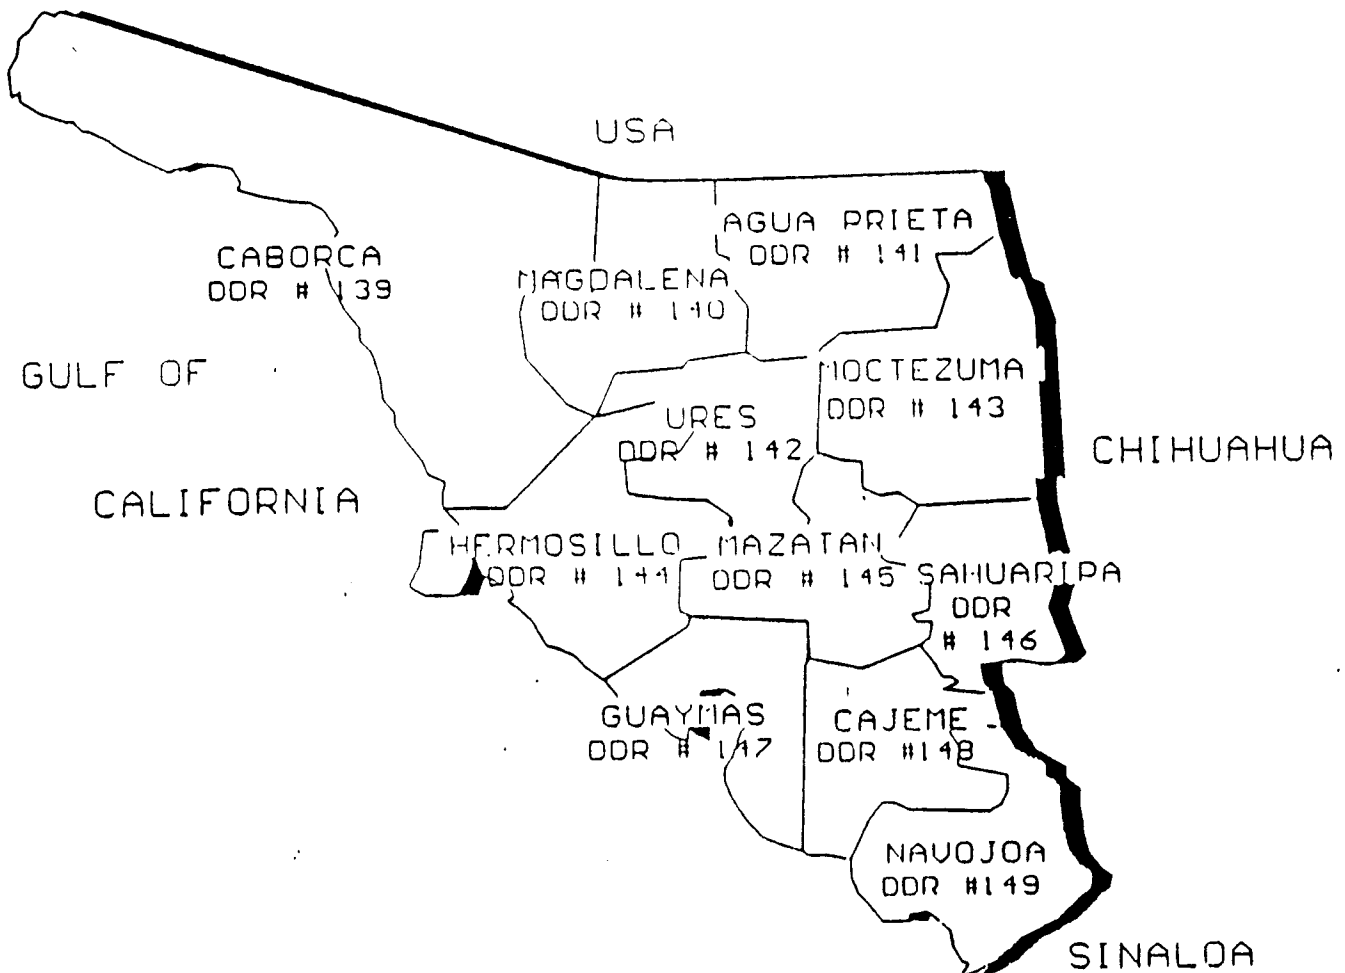 USA
AGUA PRIETA
DDR # 141
CABORCA
DDR # 139
MAGDALENA
DDR # 140
GULF OF
CALIFORNIA
MOCTEZUMA
DDR # 143
URES
DDR # 142
CHIHUAHUA
HERMOSILLO
DDR # 144
MAZATAN
DDR # 145
SAHUARIPA
DDR
# 146
GUAYMAS
DDR # 147
CAJEME
DDR #148
NAVOJOA
DDR #149
SINALOA